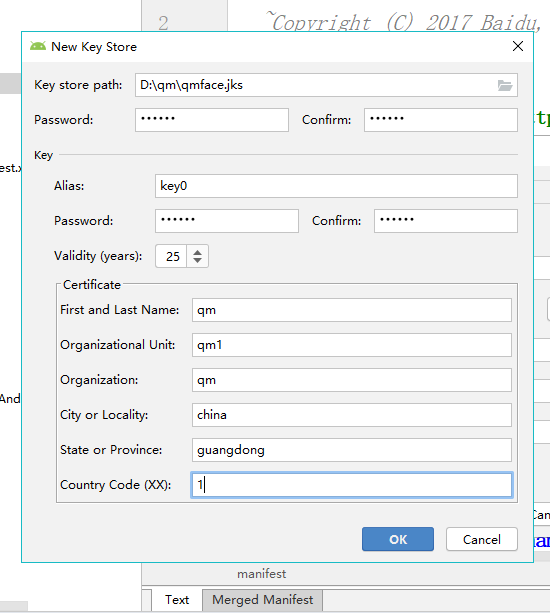 2
~Copyright (C) 2017 Baidu,
New Key Store
Key store path: D:\qm\qmface.jks
Password: •••••• Confirm: ••••••
Key
est.x
Alias: key0
Password: •••••• Confirm: ••••••
Validity (years): 25
Certificate
First and Last Name: qm
Organizational Unit: qm1
Organization: qm
And
City or Locality: china
State or Province: guangdong
Country Code (XX): 1
OK Cancel
manifest
Text Merged Manifest